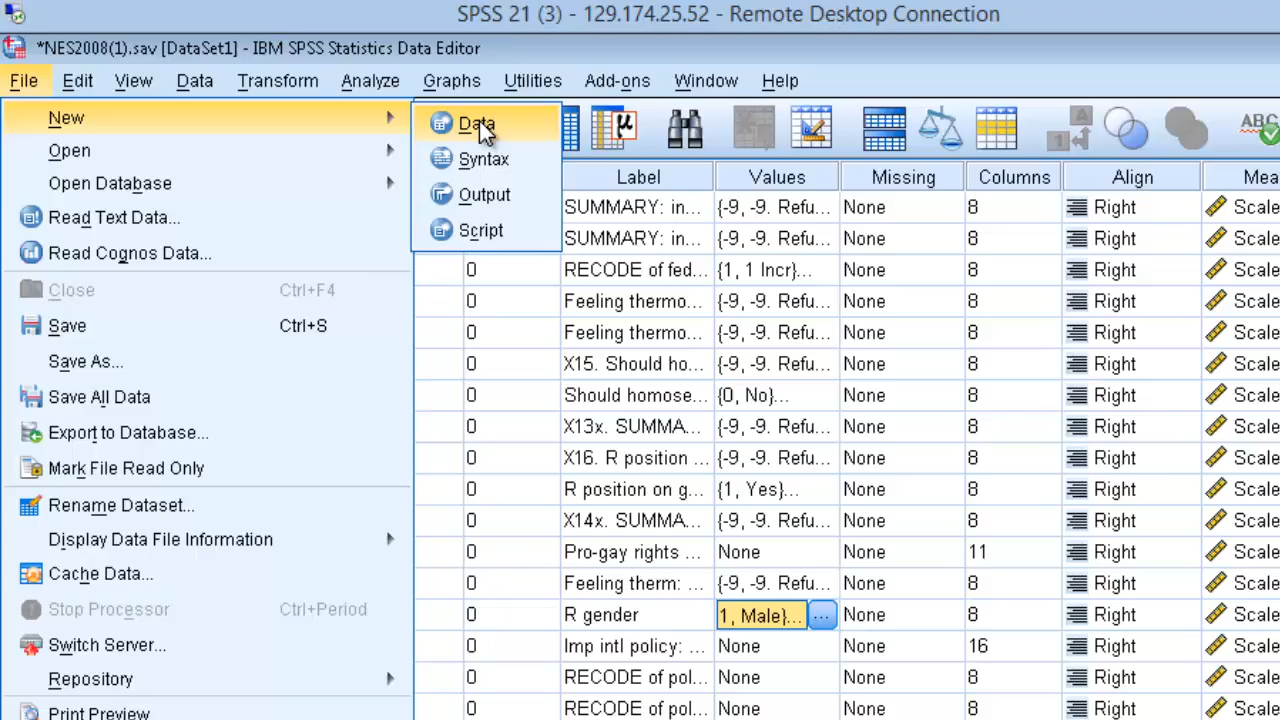 SPSS 21 (3) - 129.174.25.52 - Remote Desktop Connection
*NES2008(1).sav [DataSet1] - IBM SPSS Statistics Data Editor
File Edit View Data Transform Analyze Graphs Utilities Add-ons Window Help
New
Open
Open Database
Read Text Data...
Read Cognos Data...
Close Ctrl+F4
Save Ctrl+S
Save As...
Save All Data
Export to Database...
Mark File Read Only
Rename Dataset...
Display Data File Information
Cache Data...
Stop Processor Ctrl+Period
Switch Server...
Repository
Print Preview
Data
Syntax
Output
Script
μ
A
ABC
Label Values Missing Columns Align Mea
SUMMARY: in... {-9, -9. Refu... None 8 Right Scale
SUMMARY: in... {-9, -9. Refu... None 8 Right Scale
0 RECODE of fed... {1, 1 Incr}... None 8 Right Scale
0 Feeling thermo... {-9, -9. Refu... None 8 Right Scale
0 Feeling thermo... {-9, -9. Refu... None 8 Right Scale
0 X15. Should ho... {-9, -9. Refu... None 8 Right Scale
0 Should homose... {0, No}... None 8 Right Scale
0 X13x. SUMMA... {-9, -9. Refu... None 8 Right Scale
0 X16. R position ... {-9, -9. Refu... None 8 Right Scale
0 R position on g... {1, Yes}... None 8 Right Scale
0 X14x. SUMMA... {-9, -9. Refu... None 8 Right Scale
0 Pro-gay rights ... None None 11 Right Scale
0 Feeling therm: ... {-9, -9. Refu... None 8 Right Scale
0 R gender 1, Male}... ... None 8 Right Scale
0 Imp intl policy: ... None None 16 Right Scale
0 RECODE of pol... None None 8 Right Scale
0 RECODE of pol... None None 8 Right Scale